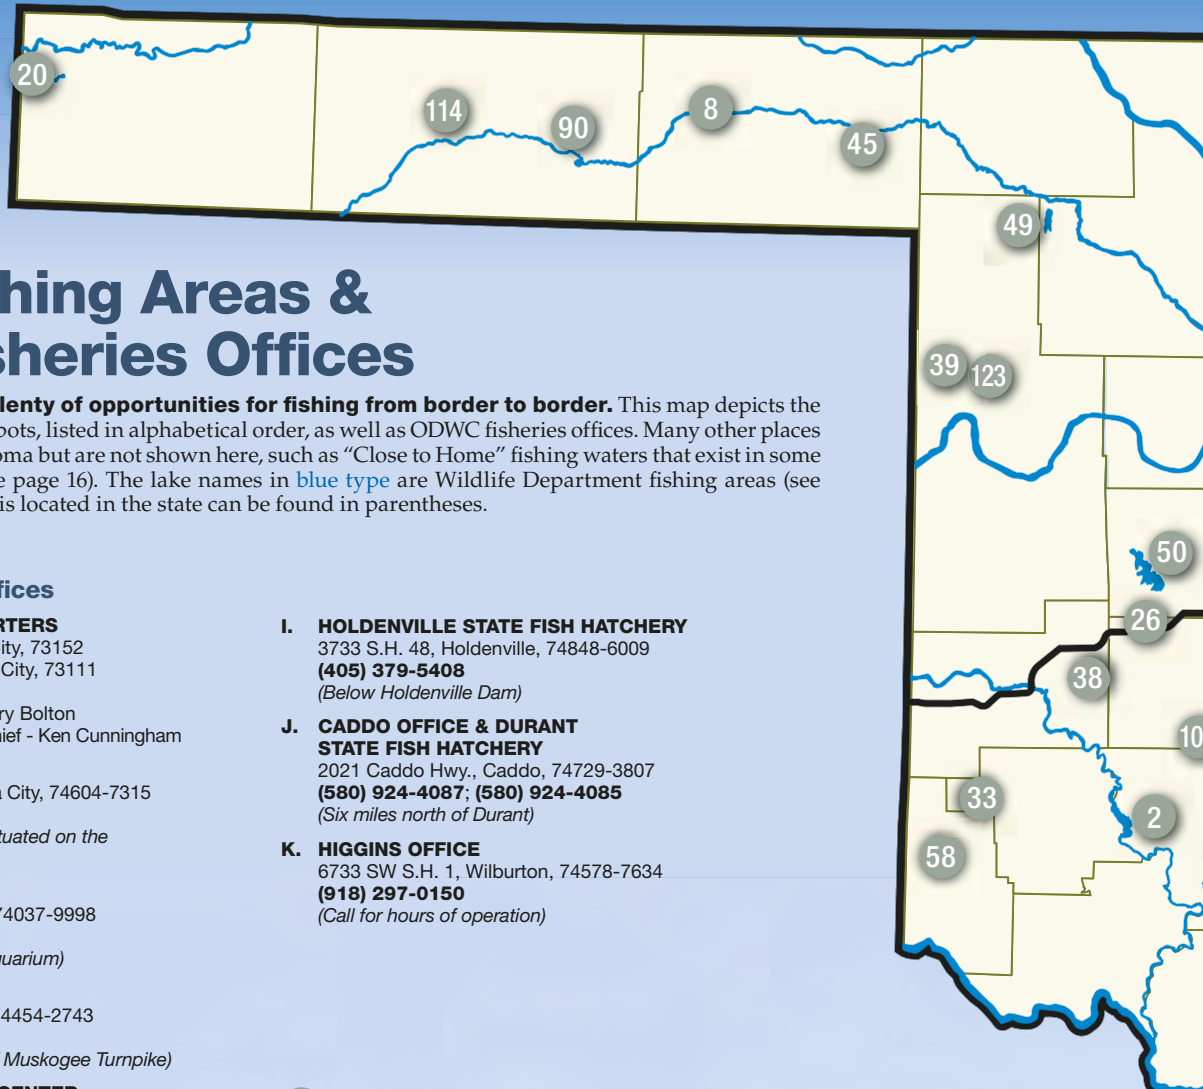 20
114
90
8
45
49
hing Areas &
sheries Offices
39
123
lenty of opportunities for fishing from border to border. This map depicts the
pots, listed in alphabetical order, as well as ODWC fisheries offices. Many other places
oma but are not shown here, such as “Close to Home” fishing waters that exist in some
e page 16). The lake names in blue type are Wildlife Department fishing areas (see
is located in the state can be found in parentheses.
50
26
38
10
33
2
58
fices
RTERS
ity, 73152
City, 73111
ry Bolton
ief - Ken Cunningham
a City, 74604-7315
tuated on the
74037-9998
quarium)
4454-2743
Muskogee Turnpike)
CENTER
I. HOLDENVILLE STATE FISH HATCHERY
3733 S.H. 48, Holdenville, 74848-6009
(405) 379-5408
(Below Holdenville Dam)
J. CADDO OFFICE & DURANT
STATE FISH HATCHERY
2021 Caddo Hwy., Caddo, 74729-3807
(580) 924-4087; (580) 924-4085
(Six miles north of Durant)
K. HIGGINS OFFICE
6733 SW S.H. 1, Wilburton, 74578-7634
(918) 297-0150
(Call for hours of operation)